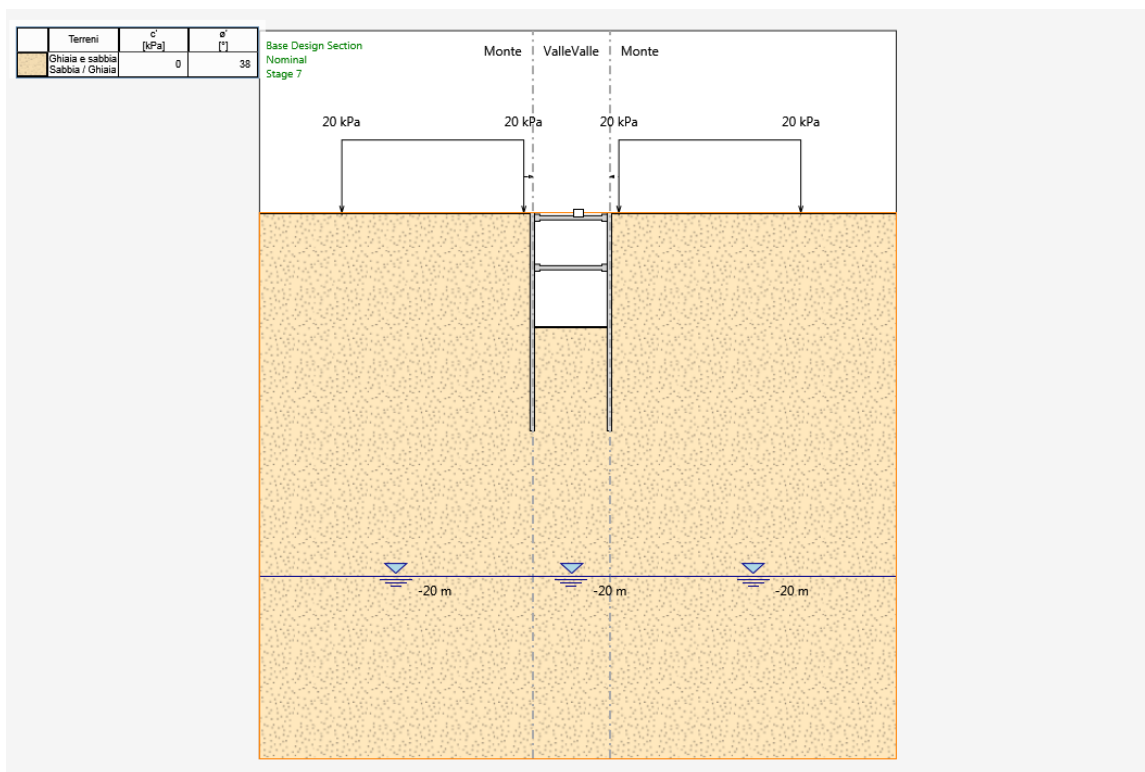 Terreni c' ø'
[kPa] [°]
Ghiaia e sabbia
Sabbia / Ghiaia 0 38
Base Design Section
Nominal
Stage 7
Monte ValleValle Monte
20 kPa 20 kPa 20 kPa 20 kPa
-20 m -20 m -20 m